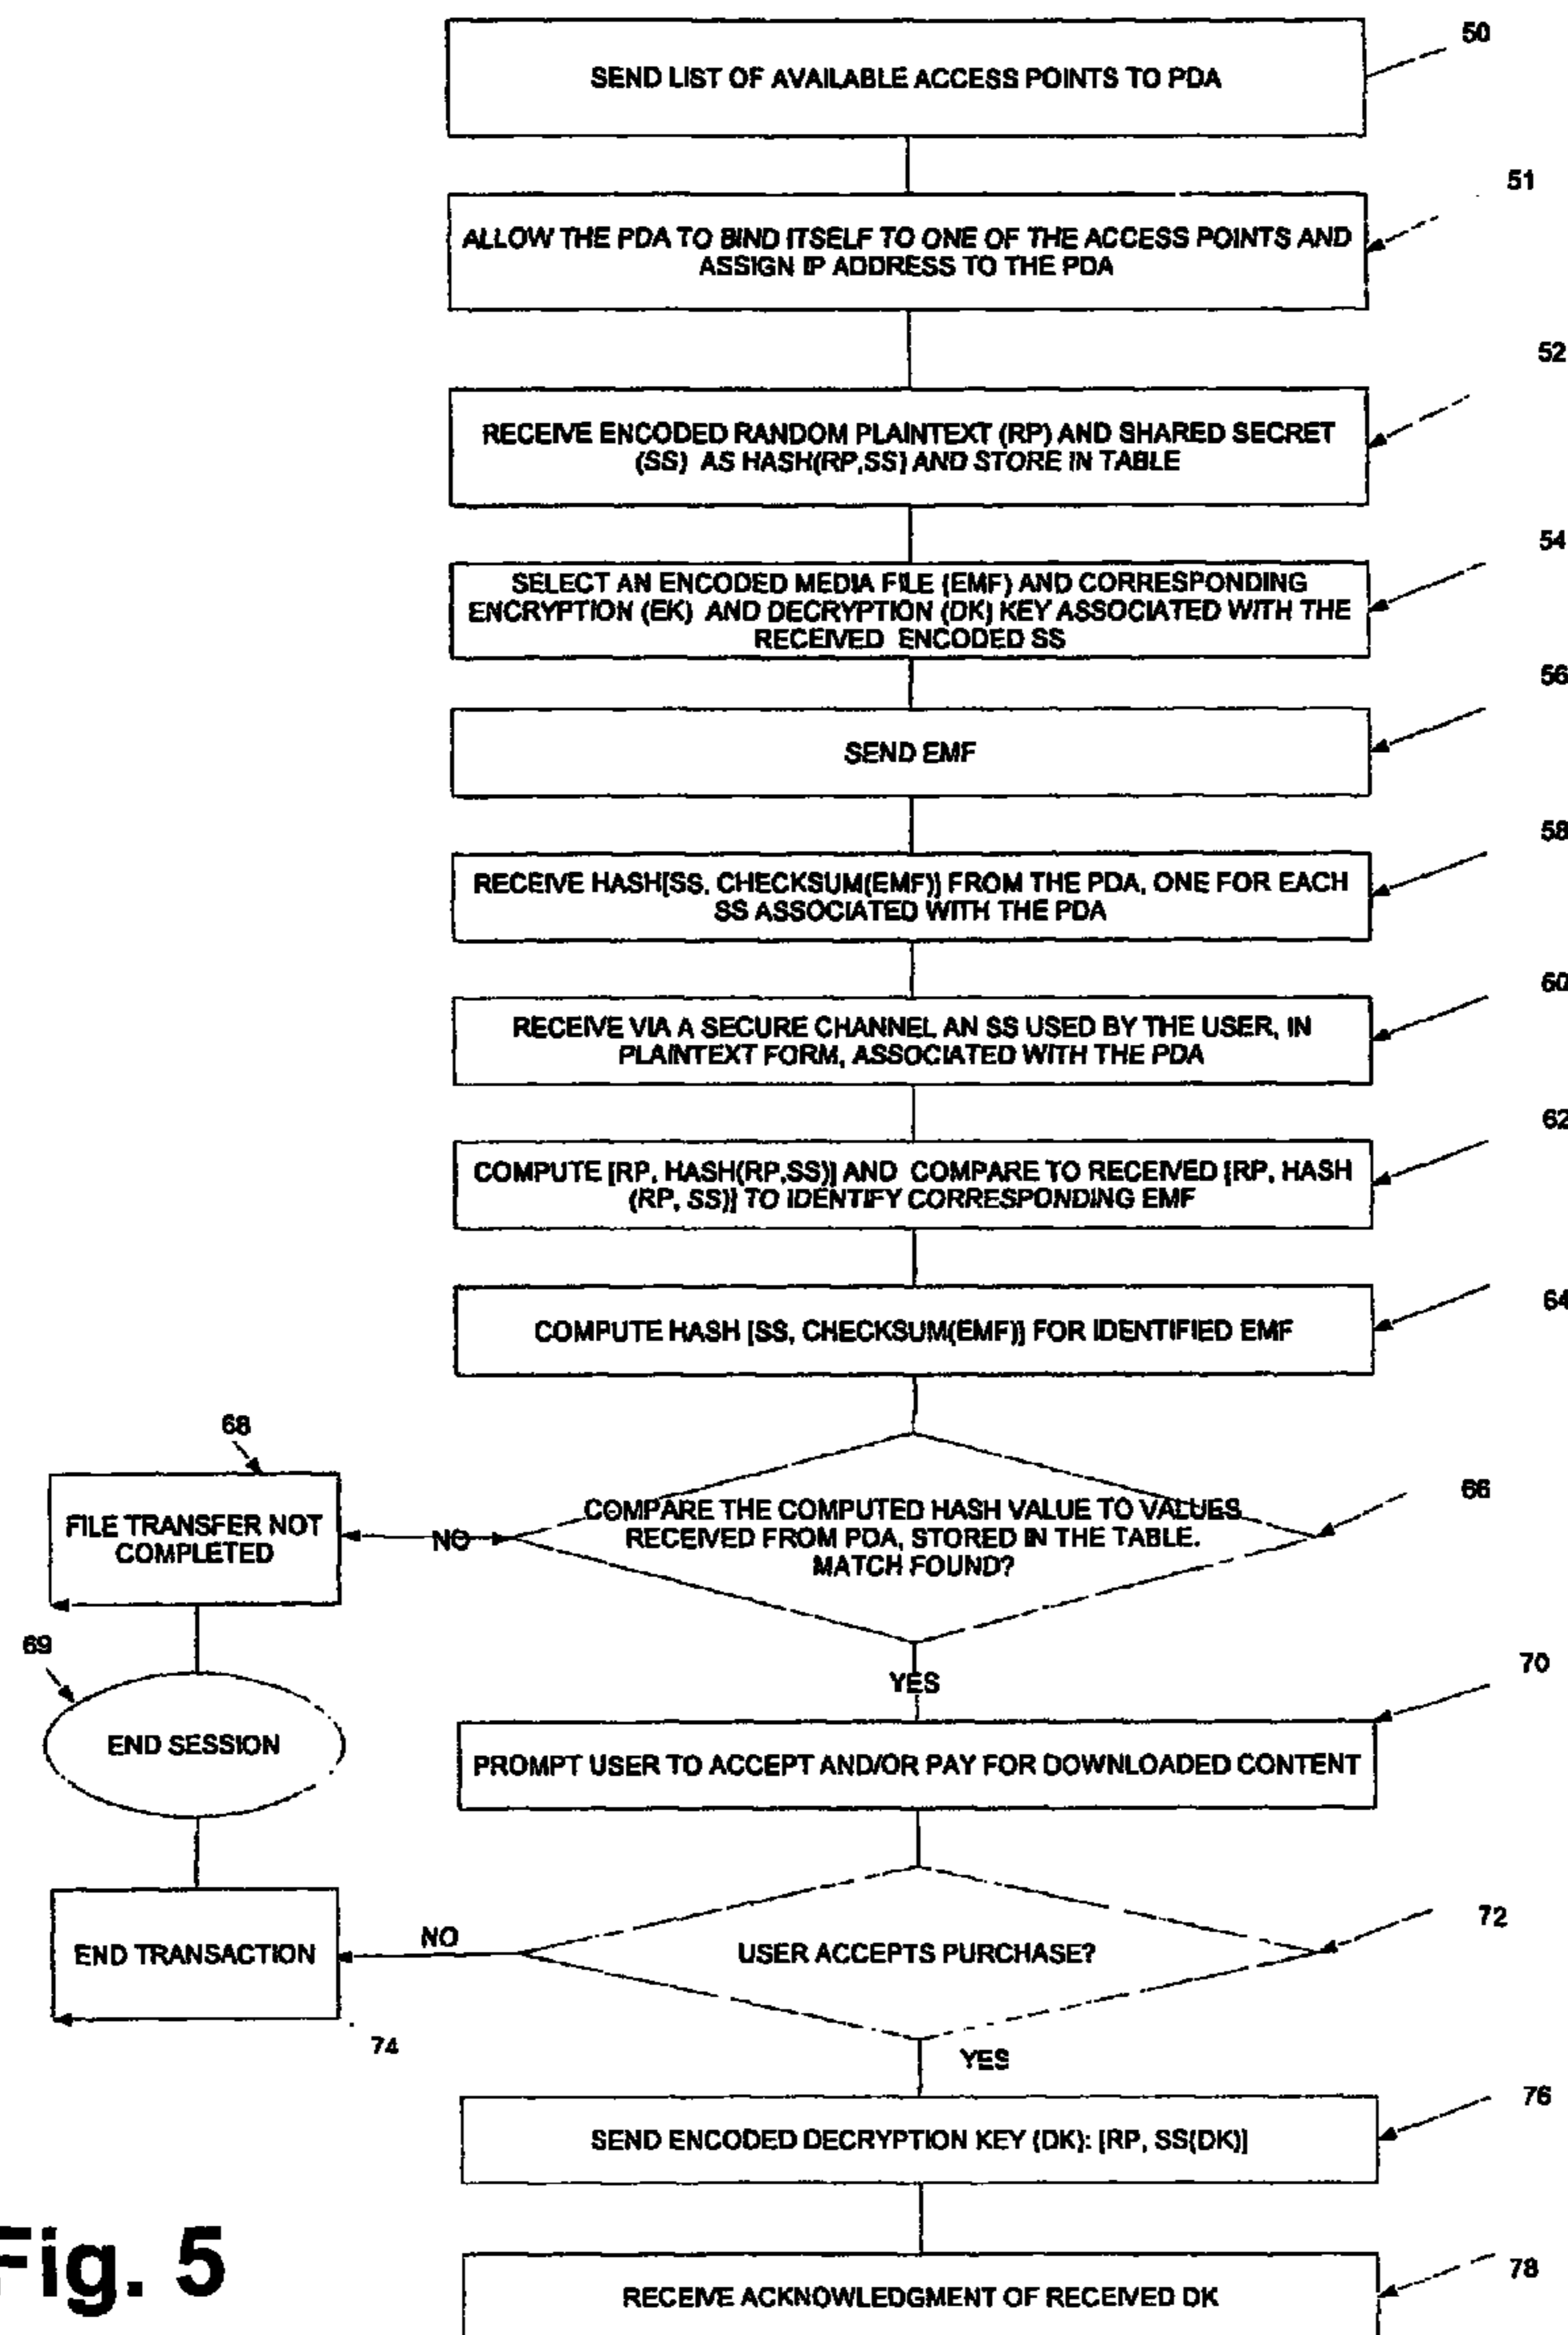 50
SEND LIST OF AVAILABLE ACCESS POINTS TO PDA
51
ALLOW THE PDA TO BIND ITSELF TO ONE OF THE ACCESS POINTS AND
ASSIGN IP ADDRESS TO THE PDA
52
RECEIVE ENCODED RANDOM PLAINTEXT (RP) AND SHARED SECRET
(SS) AS HASH(RP,SS) AND STORE IN TABLE
54
SELECT AN ENCODED MEDIA FILE (EMF) AND CORRESPONDING
ENCRYPTION (EK) AND DECRYPTION (DK) KEY ASSOCIATED WITH THE
RECEIVED ENCODED SS
56
SEND EMF
58
RECEIVE HASH[SS, CHECKSUM(EMF)] FROM THE PDA, ONE FOR EACH
SS ASSOCIATED WITH THE PDA
60
RECEIVE VIA A SECURE CHANNEL AN SS USED BY THE USER, IN
PLAINTEXT FORM, ASSOCIATED WITH THE PDA
62
COMPUTE [RP, HASH(RP,SS)] AND COMPARE TO RECEIVED [RP, HASH
(RP, SS)] TO IDENTIFY CORRESPONDING EMF
64
COMPUTE HASH [SS, CHECKSUM(EMF)] FOR IDENTIFIED EMF
68
FILE TRANSFER NOT
COMPLETED
NO
COMPARE THE COMPUTED HASH VALUE TO VALUES
RECEIVED FROM PDA, STORED IN THE TABLE.
MATCH FOUND?
66
69
END SESSION
YES
70
PROMPT USER TO ACCEPT AND/OR PAY FOR DOWNLOADED CONTENT
END TRANSACTION
NO
USER ACCEPTS PURCHASE?
72
74
YES
76
SEND ENCODED DECRYPTION KEY (DK): [RP, SS(DK)]
78
RECEIVE ACKNOWLEDGMENT OF RECEIVED DK
Fig. 5